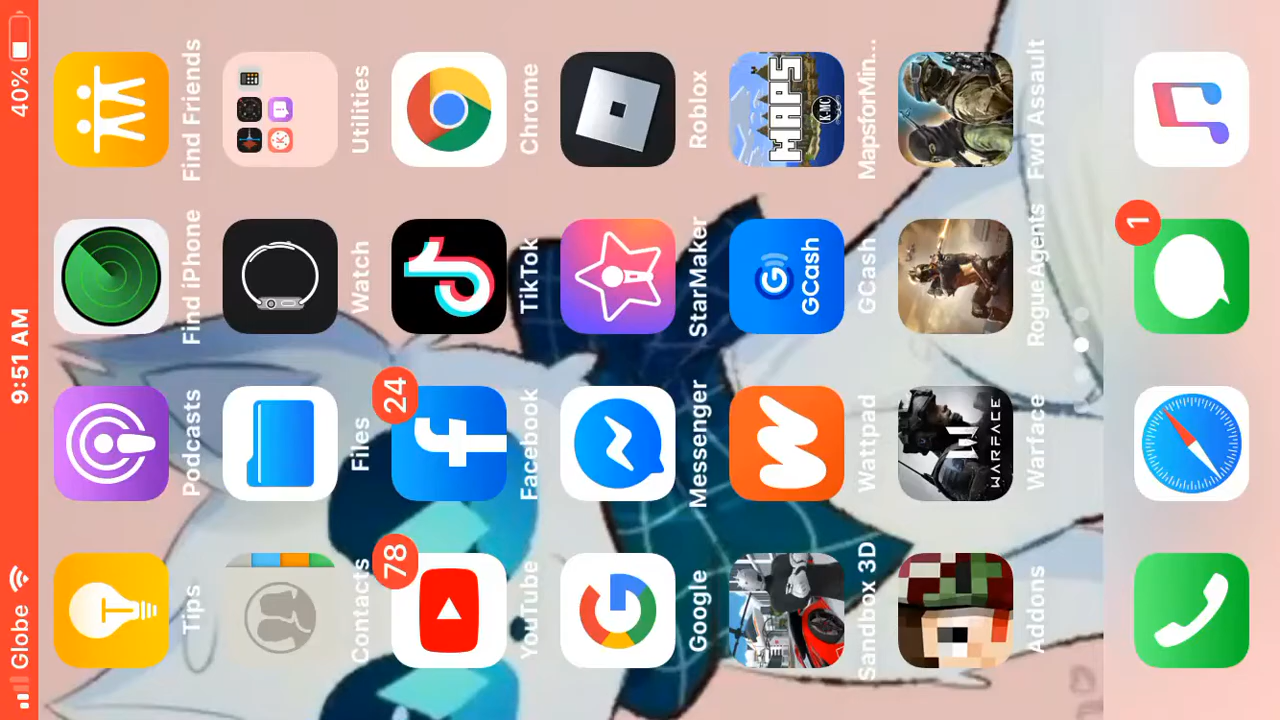 Globe 9:51 AM 40%
Tips Podcasts Find iPhone Find Friends
Contacts Files Watch Utilities
78 24
YouTube Facebook TikTok Chrome
Google Messenger StarMaker Roblox
GCash MAPS K-MC
Sandbox 3D Wattpad GCash MapsforMin...
WARFACE
Addons Warface RogueAgents Fwd Assault
1